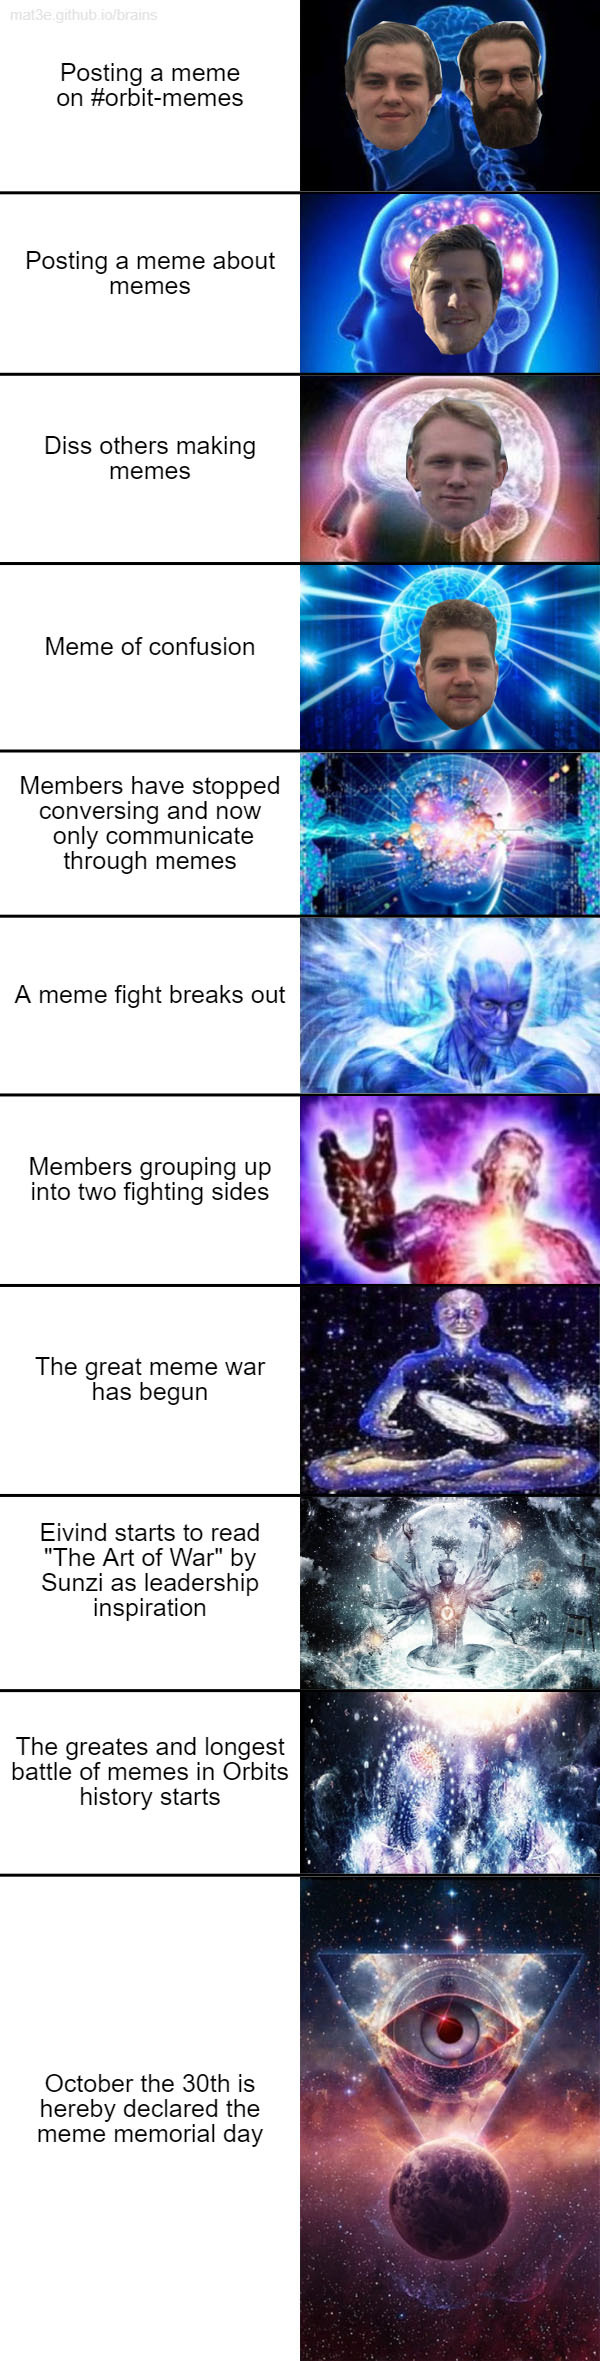 mat3e.github.io/brains
Posting a meme
on #orbit-memes
Posting a meme about
memes
Diss others making
memes
Meme of confusion
Members have stopped
conversing and now
only communicate
through memes
A meme fight breaks out
Members grouping up
into two fighting sides
The great meme war
has begun
Eivind starts to read
"The Art of War" by
Sunzi as leadership
inspiration
The greates and longest
battle of memes in Orbits
history starts
October the 30th is
hereby declared the
meme memorial day